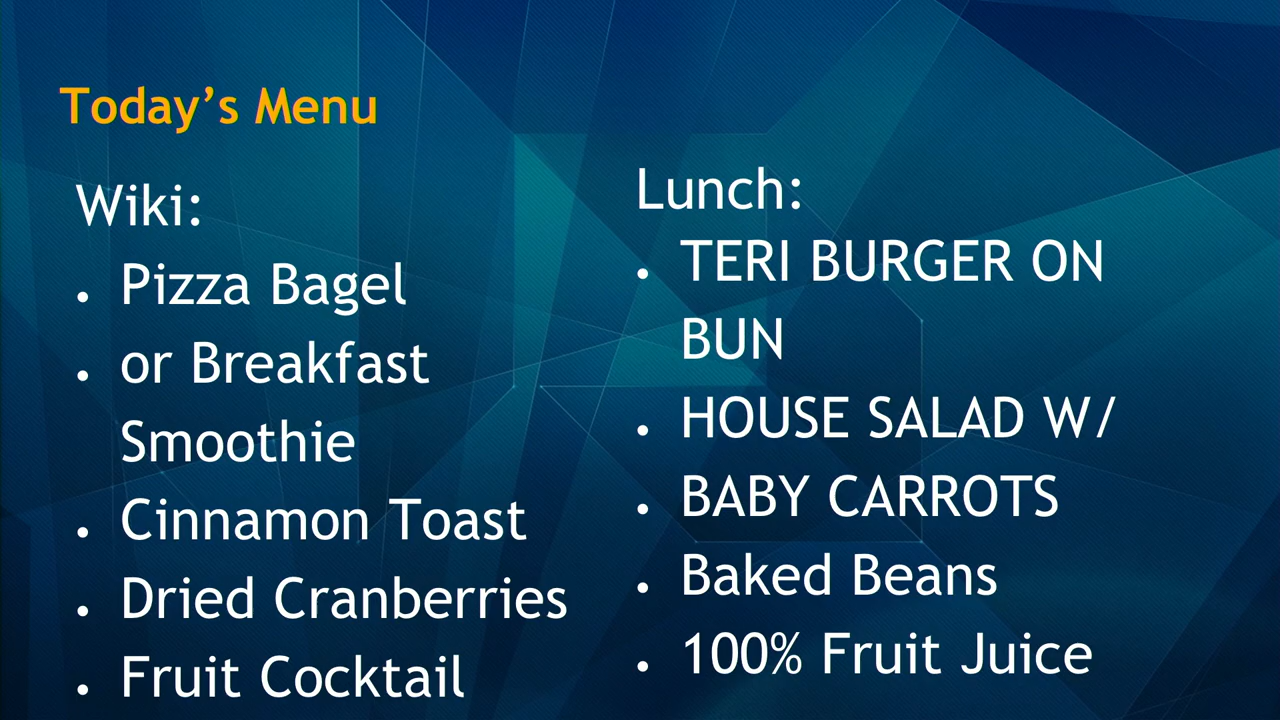 Today’s Menu
Wiki:
• Pizza Bagel
• or Breakfast
Smoothie
• Cinnamon Toast
• Dried Cranberries
• Fruit Cocktail
Lunch:
• TERI BURGER ON
BUN
• HOUSE SALAD W/
• BABY CARROTS
• Baked Beans
• 100% Fruit Juice